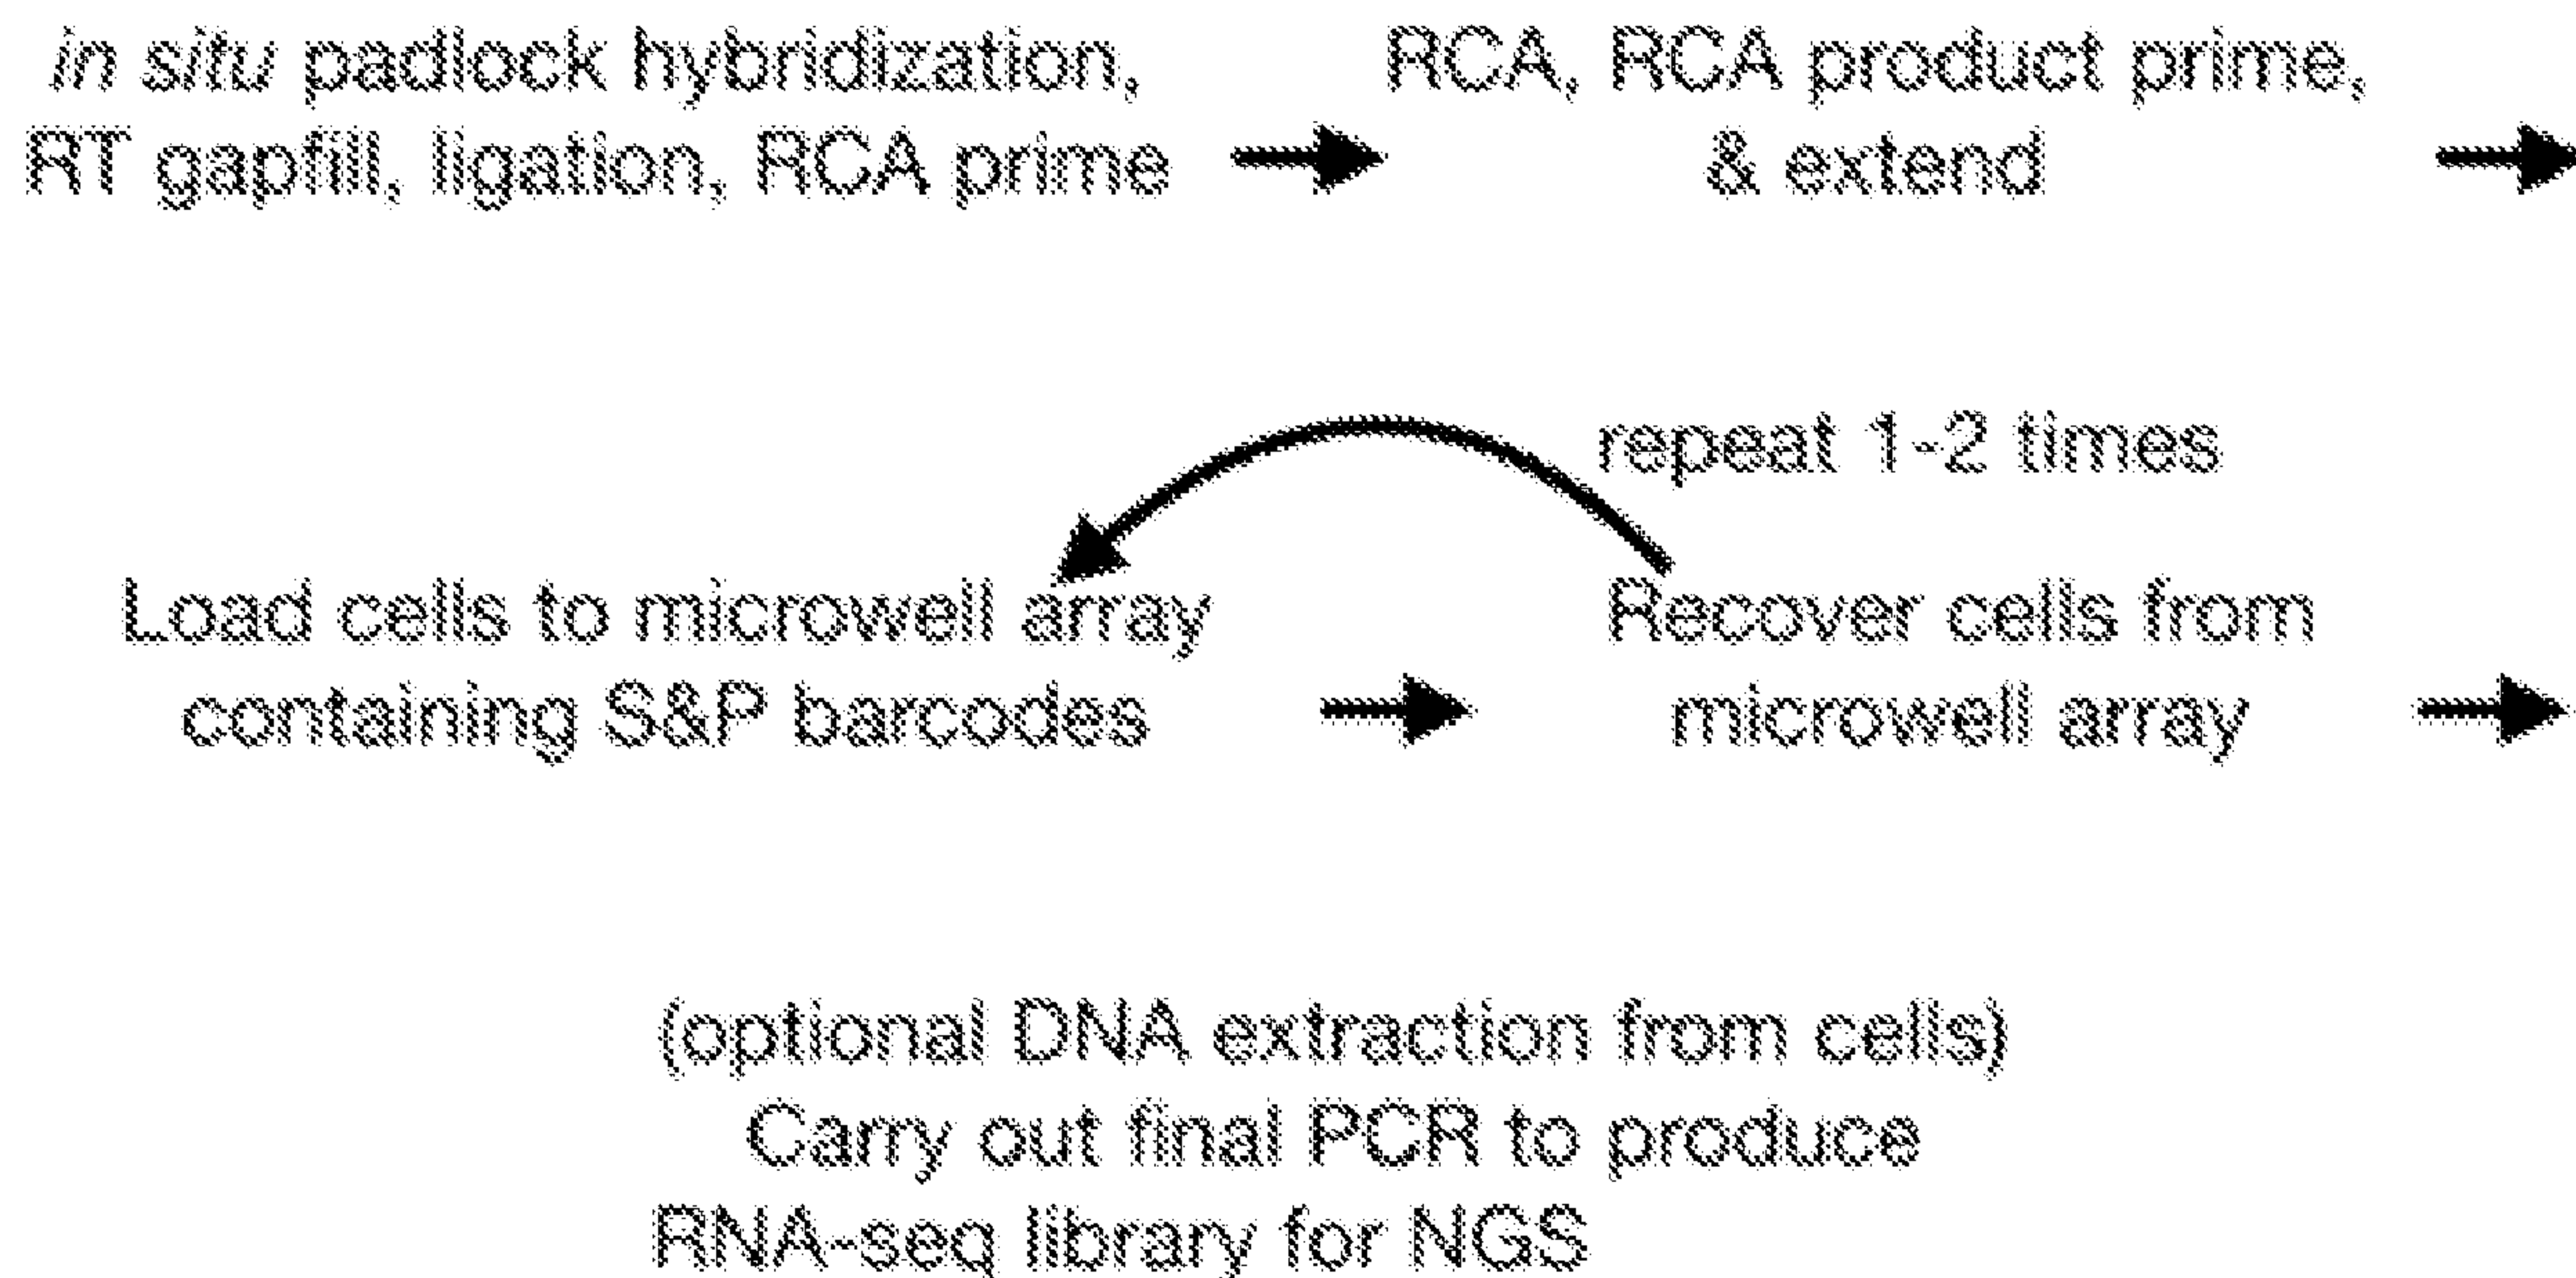 in situ padlock hybridization,
RT gapfill, ligation, RCA prime
RCA, RCA product prime,
& extend
repeat 1-2 times
Load cells to microwell array
containing S&P barcodes
Recover cells from
microwell array
(optional DNA extraction from cells)
Carry out final PCR to produce
RNA-seq library for NGS